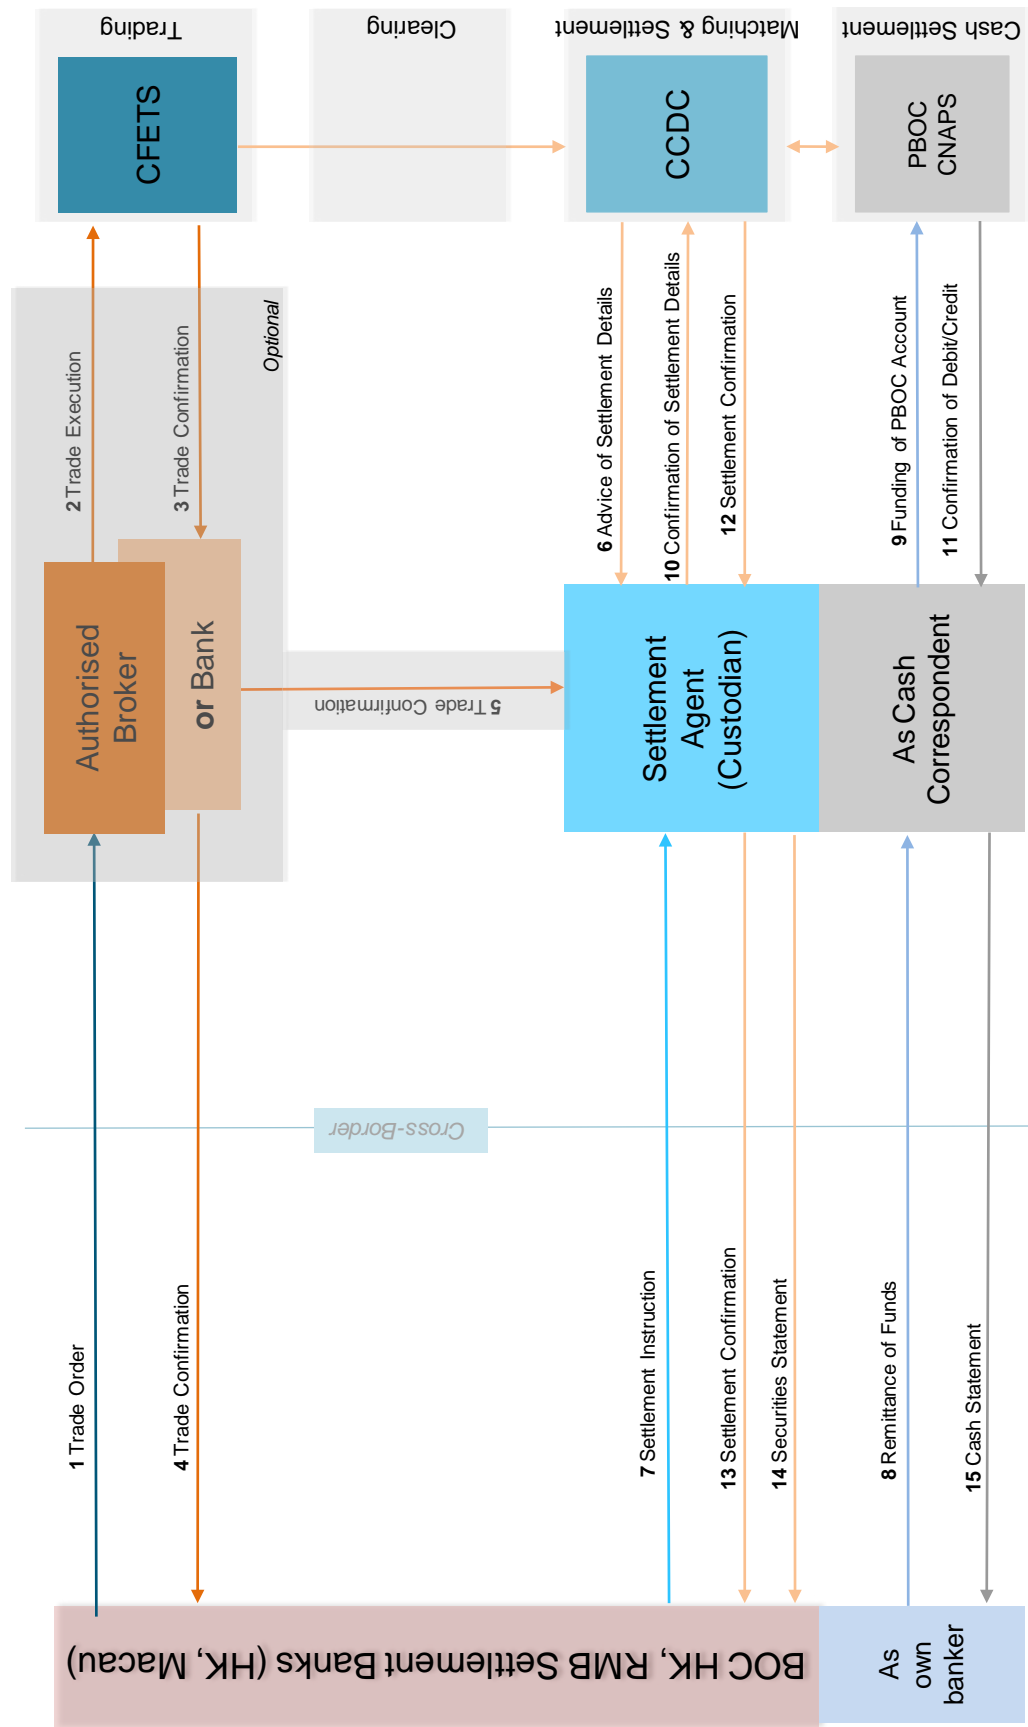 Trading
Clearing
Matching & Settlement
Cash Settlement
CFETS
CCDC
PBOC
CNAPS
2 Trade Execution
3 Trade Confirmation
Optional
Authorised
Broker
or Bank
5 Trade Confirmation
6 Advice of Settlement Details
10 Confirmation of Settlement Details
12 Settlement Confirmation
9 Funding of PBOC Account
11 Confirmation of Debit/Credit
Settlement
Agent
(Custodian)
As Cash
Correspondent
Cross-Border
1 Trade Order
4 Trade Confirmation
7 Settlement Instruction
13 Settlement Confirmation
14 Securities Statement
8 Remittance of Funds
15 Cash Statement
BOC HK, RMB Settlement Banks (HK, Macau)
As
own
banker